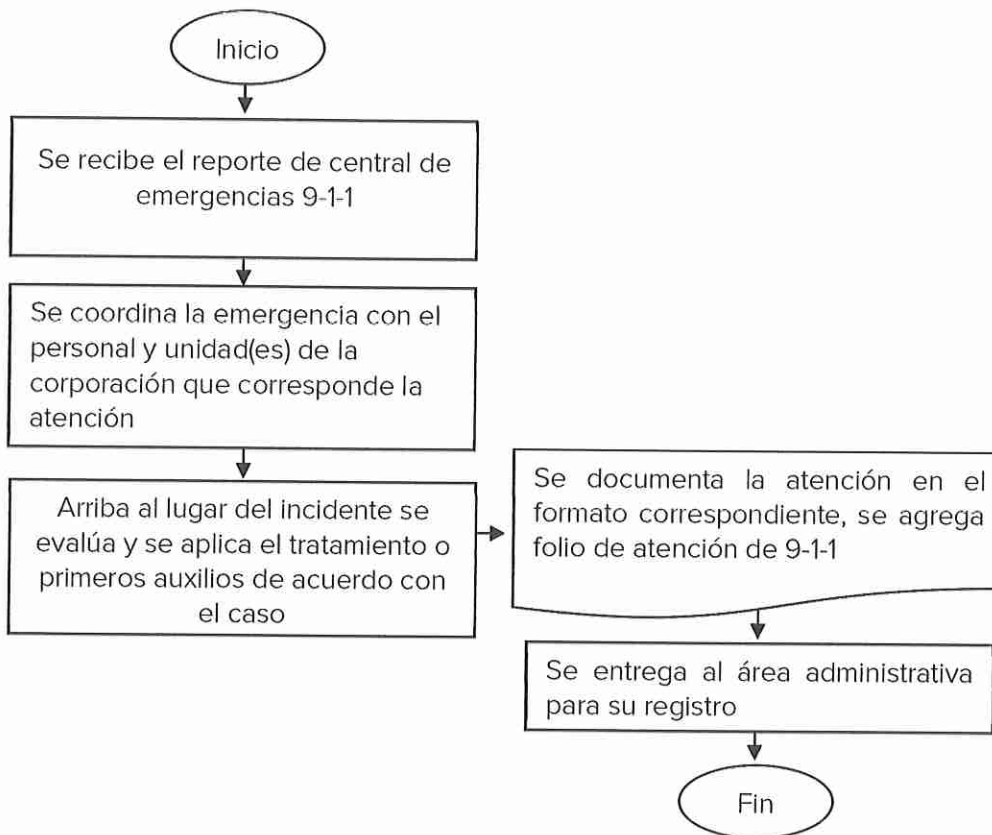 Inicio
Se recibe el reporte de central de
emergencias 9-1-1
Se coordina la emergencia con el
personal y unidad(es) de la
corporación que corresponde la
atención
Arriba al lugar del incidente se
evalúa y se aplica el tratamiento o
primeros auxilios de acuerdo con
el caso
Se documenta la atención en el
formato correspondiente, se agrega
folio de atención de 9-1-1
Se entrega al área administrativa
para su registro
Fin